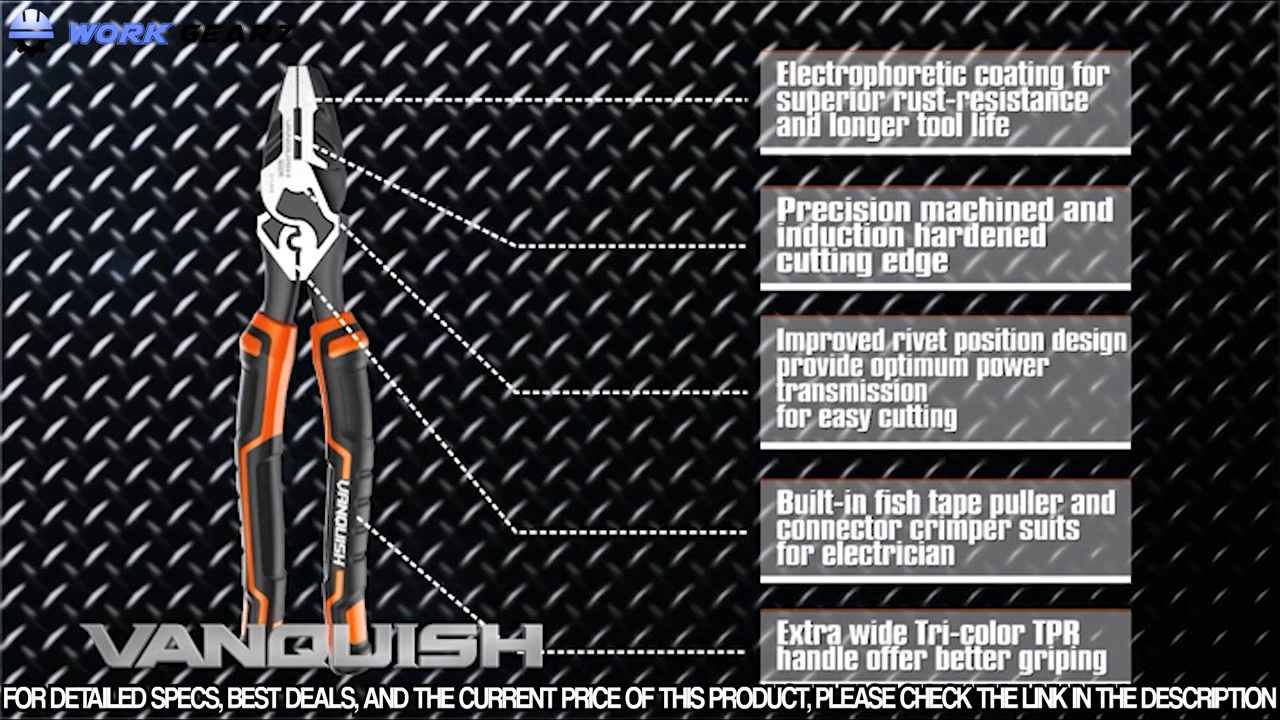 WORK GEARZ
Electrophoretic coating for
superior rust-resistance
and longer tool life
Precision machined and
induction hardened
cutting edge
Improved rivet position design
provide optimum power
transmission
for easy cutting
Built-in fish tape puller and
connector crimper suits
for electrician
VANQUISH
VANQUISH
Extra wide Tri-color TPR
handle offer better griping
FOR DETAILED SPECS, BEST DEALS, AND THE CURRENT PRICE OF THIS PRODUCT, PLEASE CHECK THE LINK IN THE DESCRIPTION